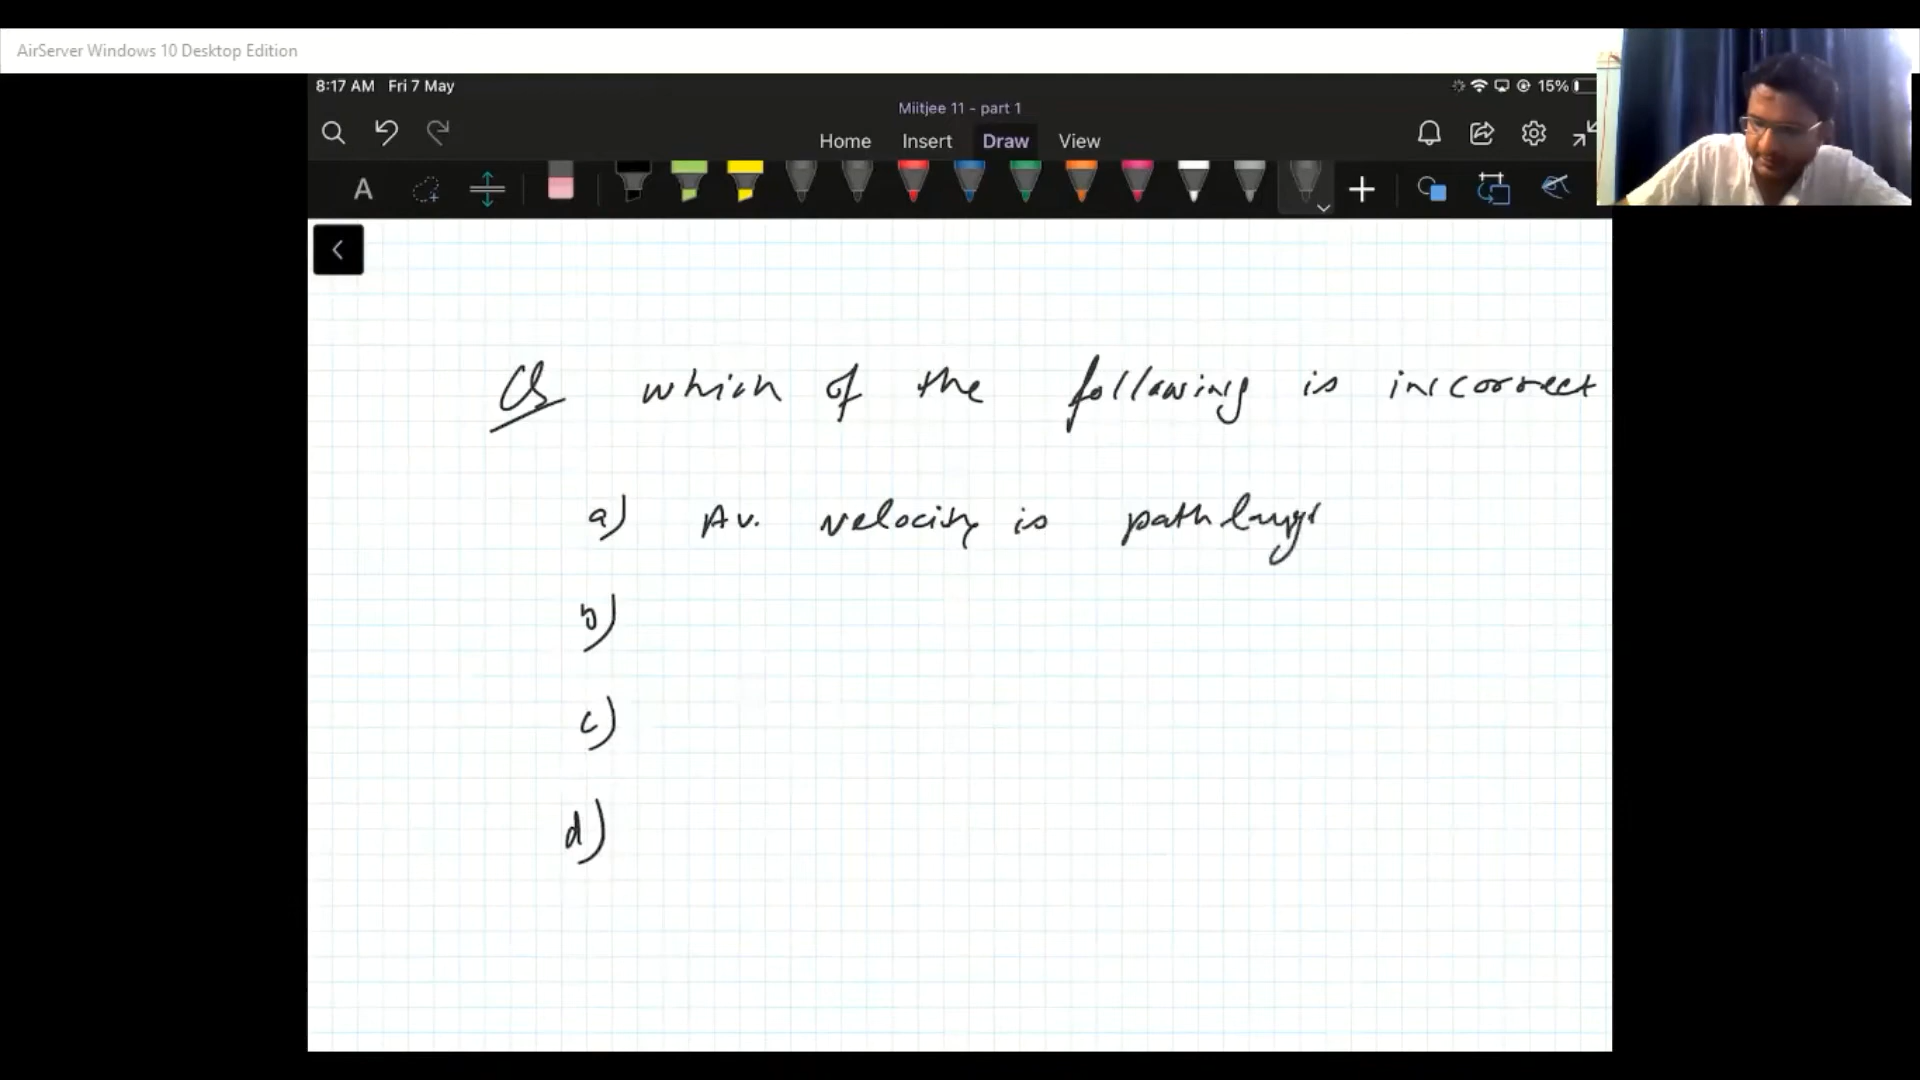 AirServer Windows 10 Desktop Edition
8:17 AM Fri 7 May
15%
Miitjee 11 - part 1
Home Insert Draw View
A
Qs which of the following is incorrect
a) Av. velocity is path
b)
c)
d)